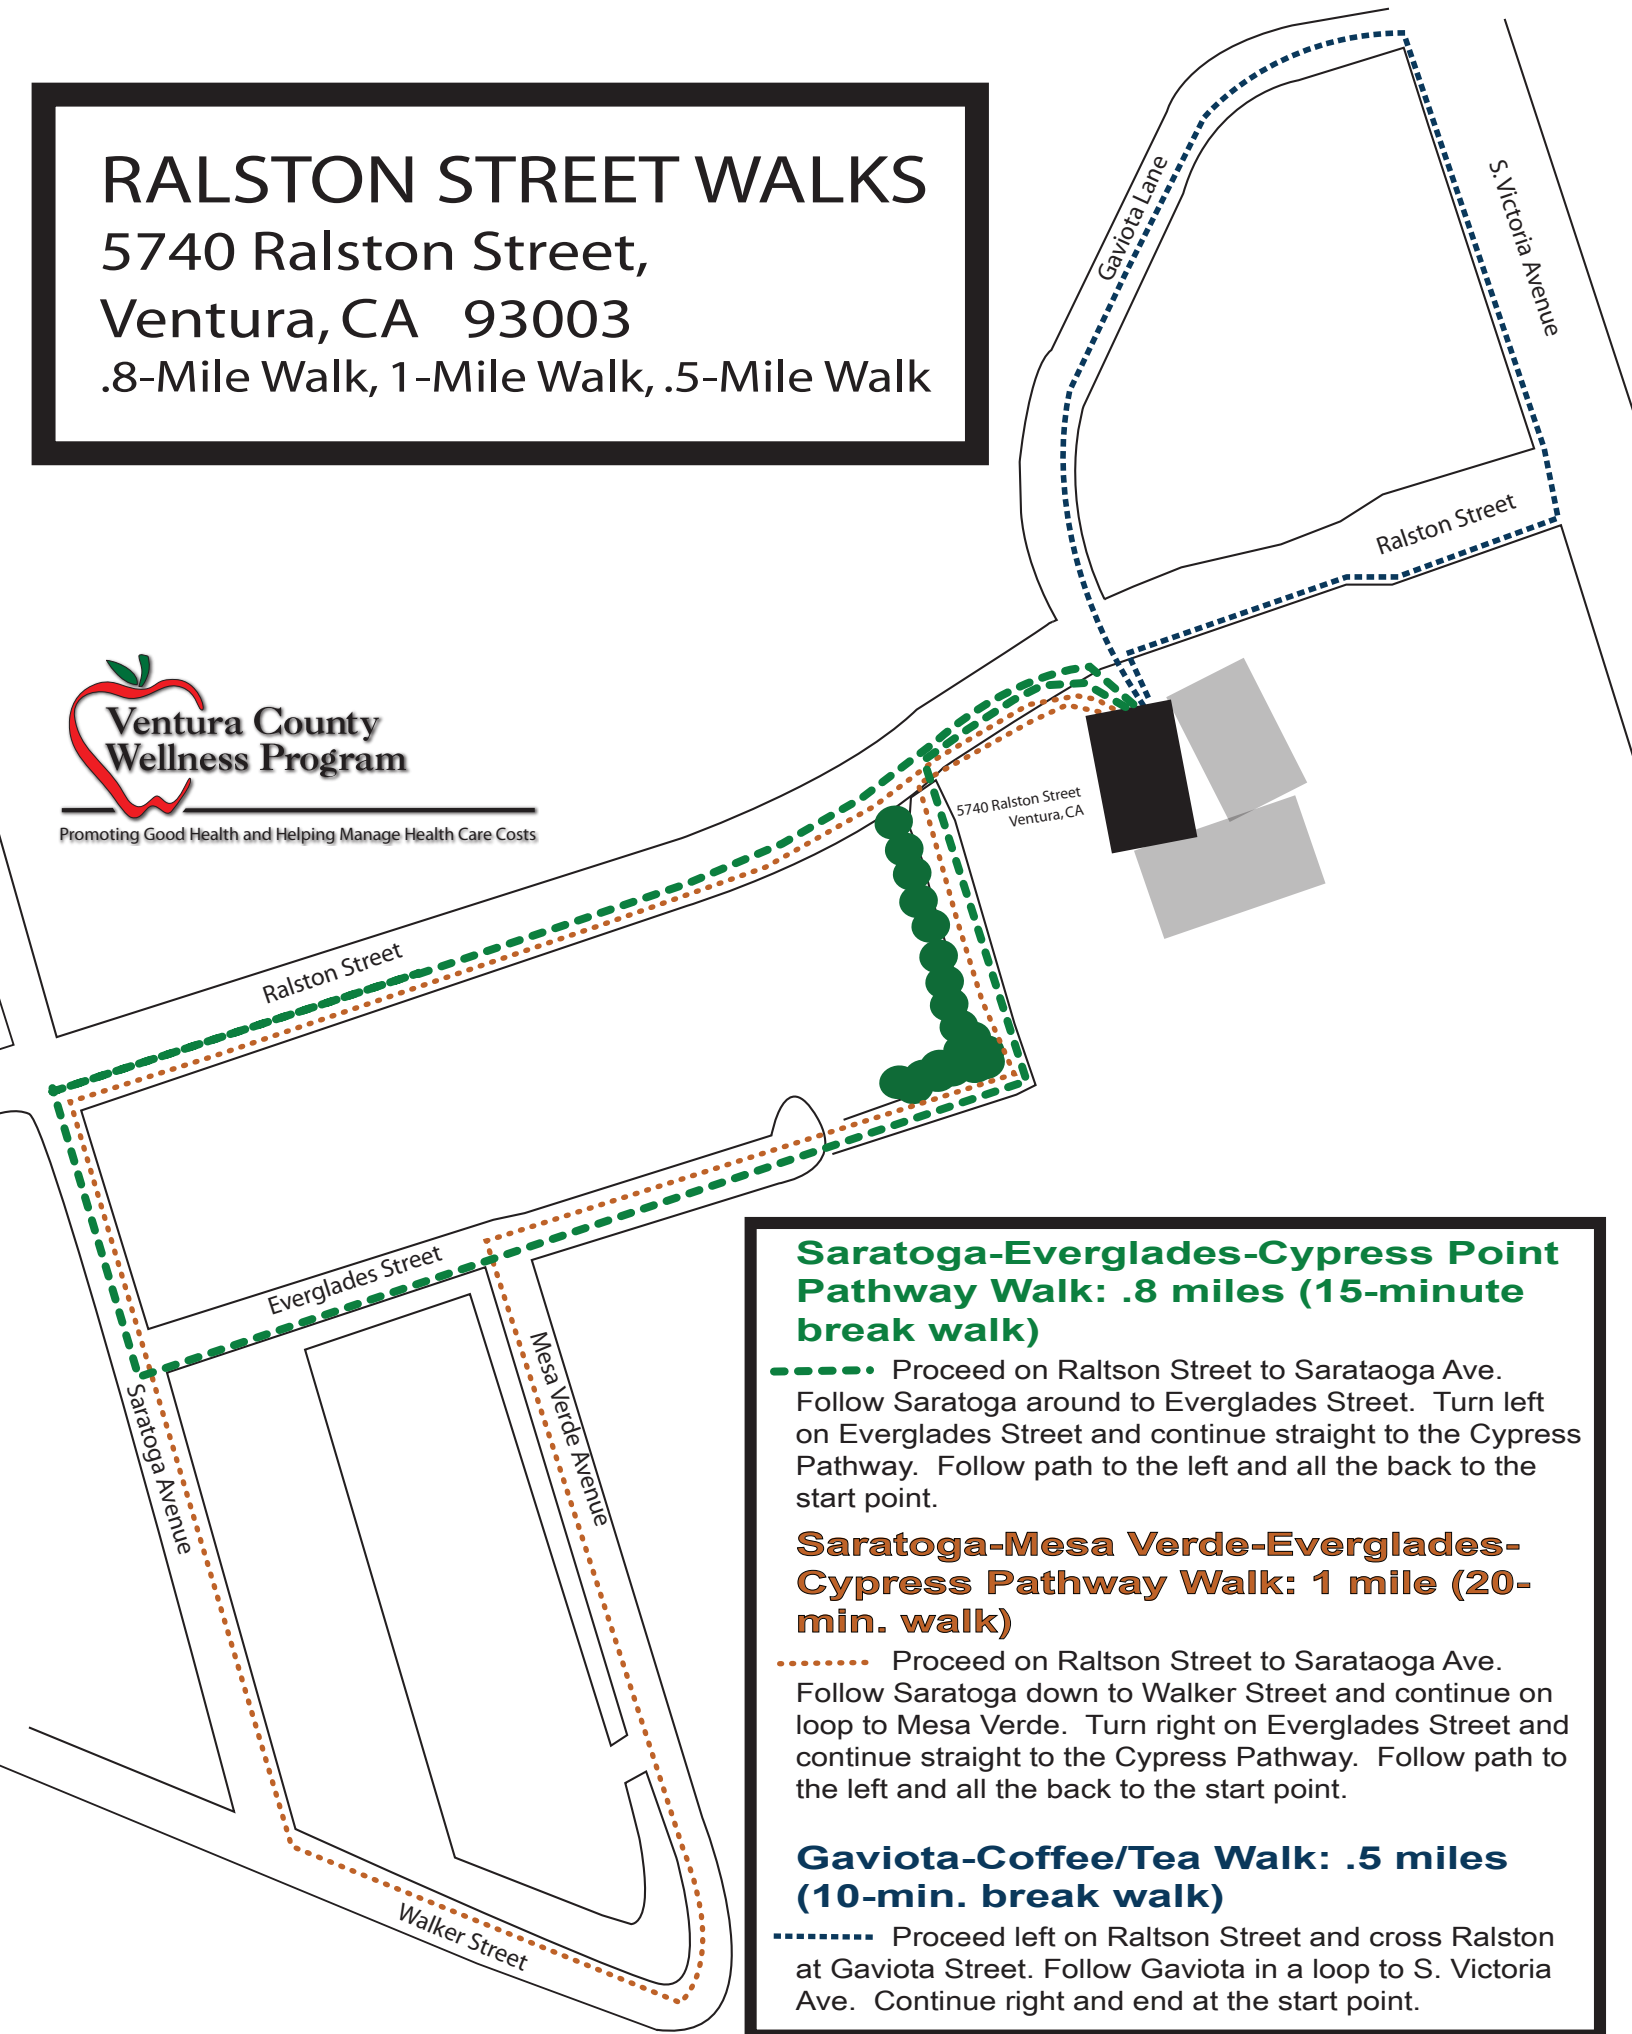 RALSTON STREET WALKS
5740 Ralston Street,
Ventura, CA 93003
.8-Mile Walk, 1-Mile Walk, .5-Mile Walk
Gaviota Lane
S. Victoria Avenue
Ralston Street
Ventura County
Wellness Program
Promoting Good Health and Helping Manage Health Care Costs
5740 Ralston Street
Ventura, CA
Ralston Street
Everglades Street
Mesa Verde Avenue
Saratoga Avenue
Walker Street
Saratoga-Everglades-Cypress Point
Pathway Walk: .8 miles (15-minute
break walk)
Proceed on Raltson Street to Sarataoga Ave.
Follow Saratoga around to Everglades Street. Turn left
on Everglades Street and continue straight to the Cypress
Pathway. Follow path to the left and all the back to the
start point.
Saratoga-Mesa Verde-Everglades-
Cypress Pathway Walk: 1 mile (20-
min. walk)
Proceed on Raltson Street to Sarataoga Ave.
Follow Saratoga down to Walker Street and continue on
loop to Mesa Verde. Turn right on Everglades Street and
continue straight to the Cypress Pathway. Follow path to
the left and all the back to the start point.
Gaviota-Coffee/Tea Walk: .5 miles
(10-min. break walk)
Proceed left on Raltson Street and cross Ralston
at Gaviota Street. Follow Gaviota in a loop to S. Victoria
Ave. Continue right and end at the start point.